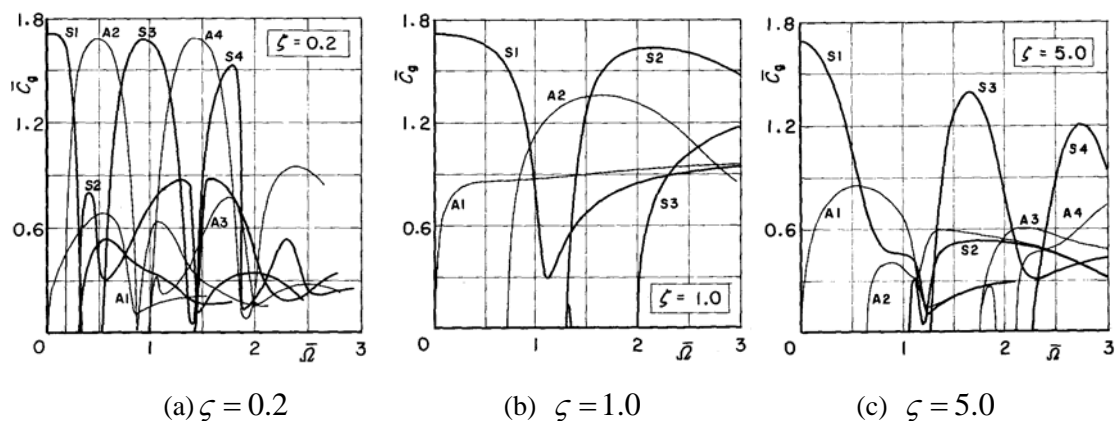 S1 A2 S3 A4 S4 ζ = 0.2
1.8 C̄g 1.2 0.6
S2 A1 A3
0 1 2 3 Ω̄
S1 S2 A2 A1 S3 ζ = 1.0
1.8 C̄g 1.2 0.6
0 1 2 3 Ω̄
S1 S3 S4 ζ = 5.0
1.8 C̄g 1.2 0.6
A1 A2 S2 A3 A4
0 1 2 3 Ω̄
(a) ς = 0.2 (b) ς = 1.0 (c) ς = 5.0